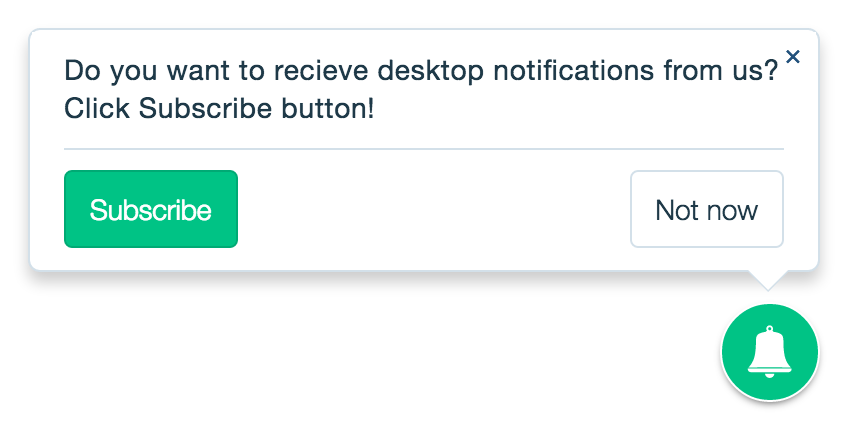 Do you want to recieve desktop notifications from us?
Click Subscribe button!
Subscribe
Not now